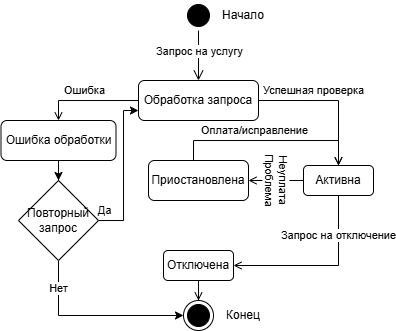 Начало
Запрос на услугу
Ошибка
Успешная проверка
Обработка запроса
Оплата/исправление
Ошибка обработки
Неуплата
Проблема
Приостановлена
Активна
Повторный
запрос
Да
Запрос на отключение
Отключена
Нет
Конец